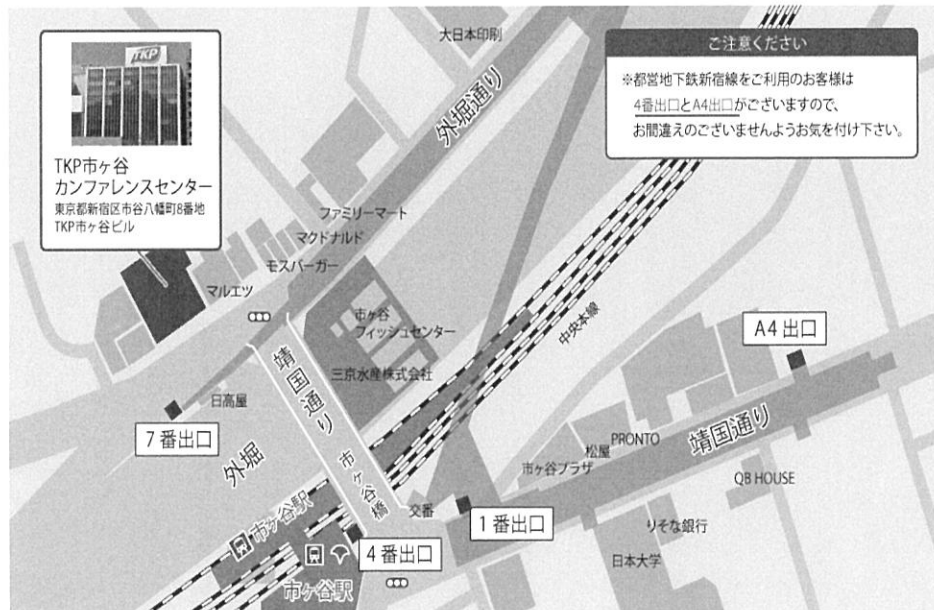 TKP
TKP市ヶ谷
カンファレンスセンター
東京都新宿区市谷八幡町8番地
TKP市ヶ谷ビル
大日本印刷
外堀通り
ご注意ください
※都営地下鉄新宿線をご利用のお客様は
4番出口とA4出口がございますので、
お間違えのございませんようお気を付け下さい。
ファミリーマート
マクドナルド
モスバーガー
マルエツ
市ヶ谷
フィッシュセンター
三京水産株式会社
中央本線
A4出口
靖国通り
日高屋
7番出口
外堀
市ヶ谷橋
PRONTO
松屋
市ヶ谷プラザ
靖国通り
QB HOUSE
交番
1番出口
りそな銀行
日本大学
市ヶ谷駅
4番出口
市ヶ谷駅